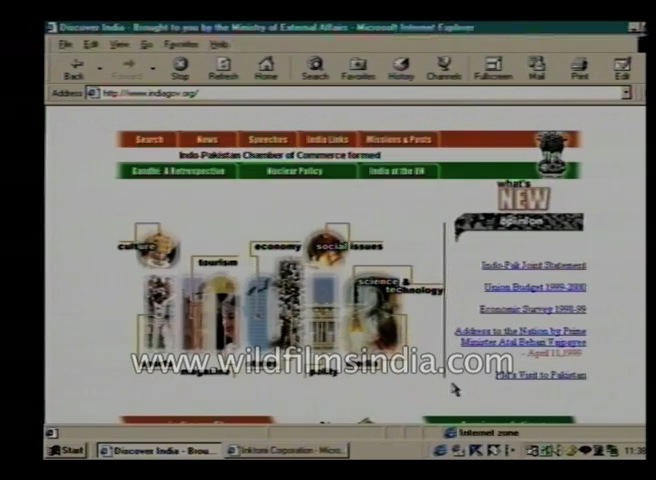 Discover India - Brought to you by the Ministry of External Affairs - Microsoft Internet Explorer
File Edit View Go Favorites Help
Back Forward Stop Refresh Home Search Favorites History Channels Fullscreen Mail Print Edit
Address http://www.indiagov.org/
Search News Speeches India Links Missions & Posts
Indo-Pakistan Chamber of Commerce formed
Gandhi: A Retrospective Nuclear Policy India at the UN
what's
NEW
opinion
culture economy social issues
tourism
science &
technology
india
Indo-Pak Joint Statement
Union Budget 1999-2000
Economic Survey 1998-99
Address to the Nation by Prime
Minister Atal Behari Vajpayee
- April 11,1999
PM's Visit to Pakistan
www.wildfilmsindia.com
Internet zone
Start Discover India - Brou... Inktomi Corporation - Micro...
11:38